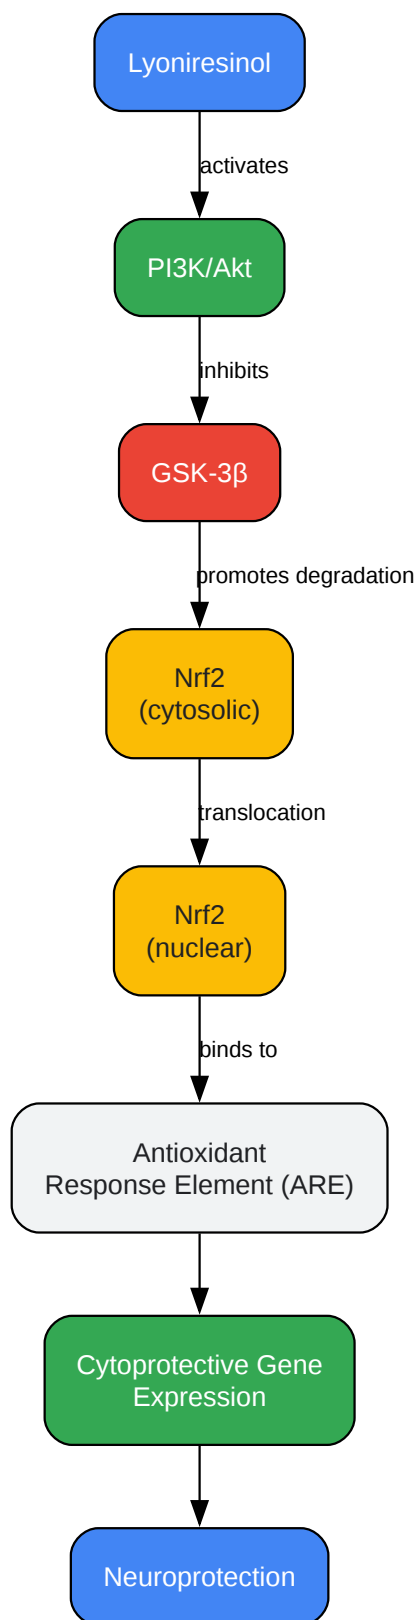 Lyoniresinol
activates
PI3K/Akt
inhibits
GSK-3β
promotes degradation
Nrf2
(cytosolic)
translocation
Nrf2
(nuclear)
binds to
Antioxidant
Response Element (ARE)
Cytoprotective Gene
Expression
Neuroprotection